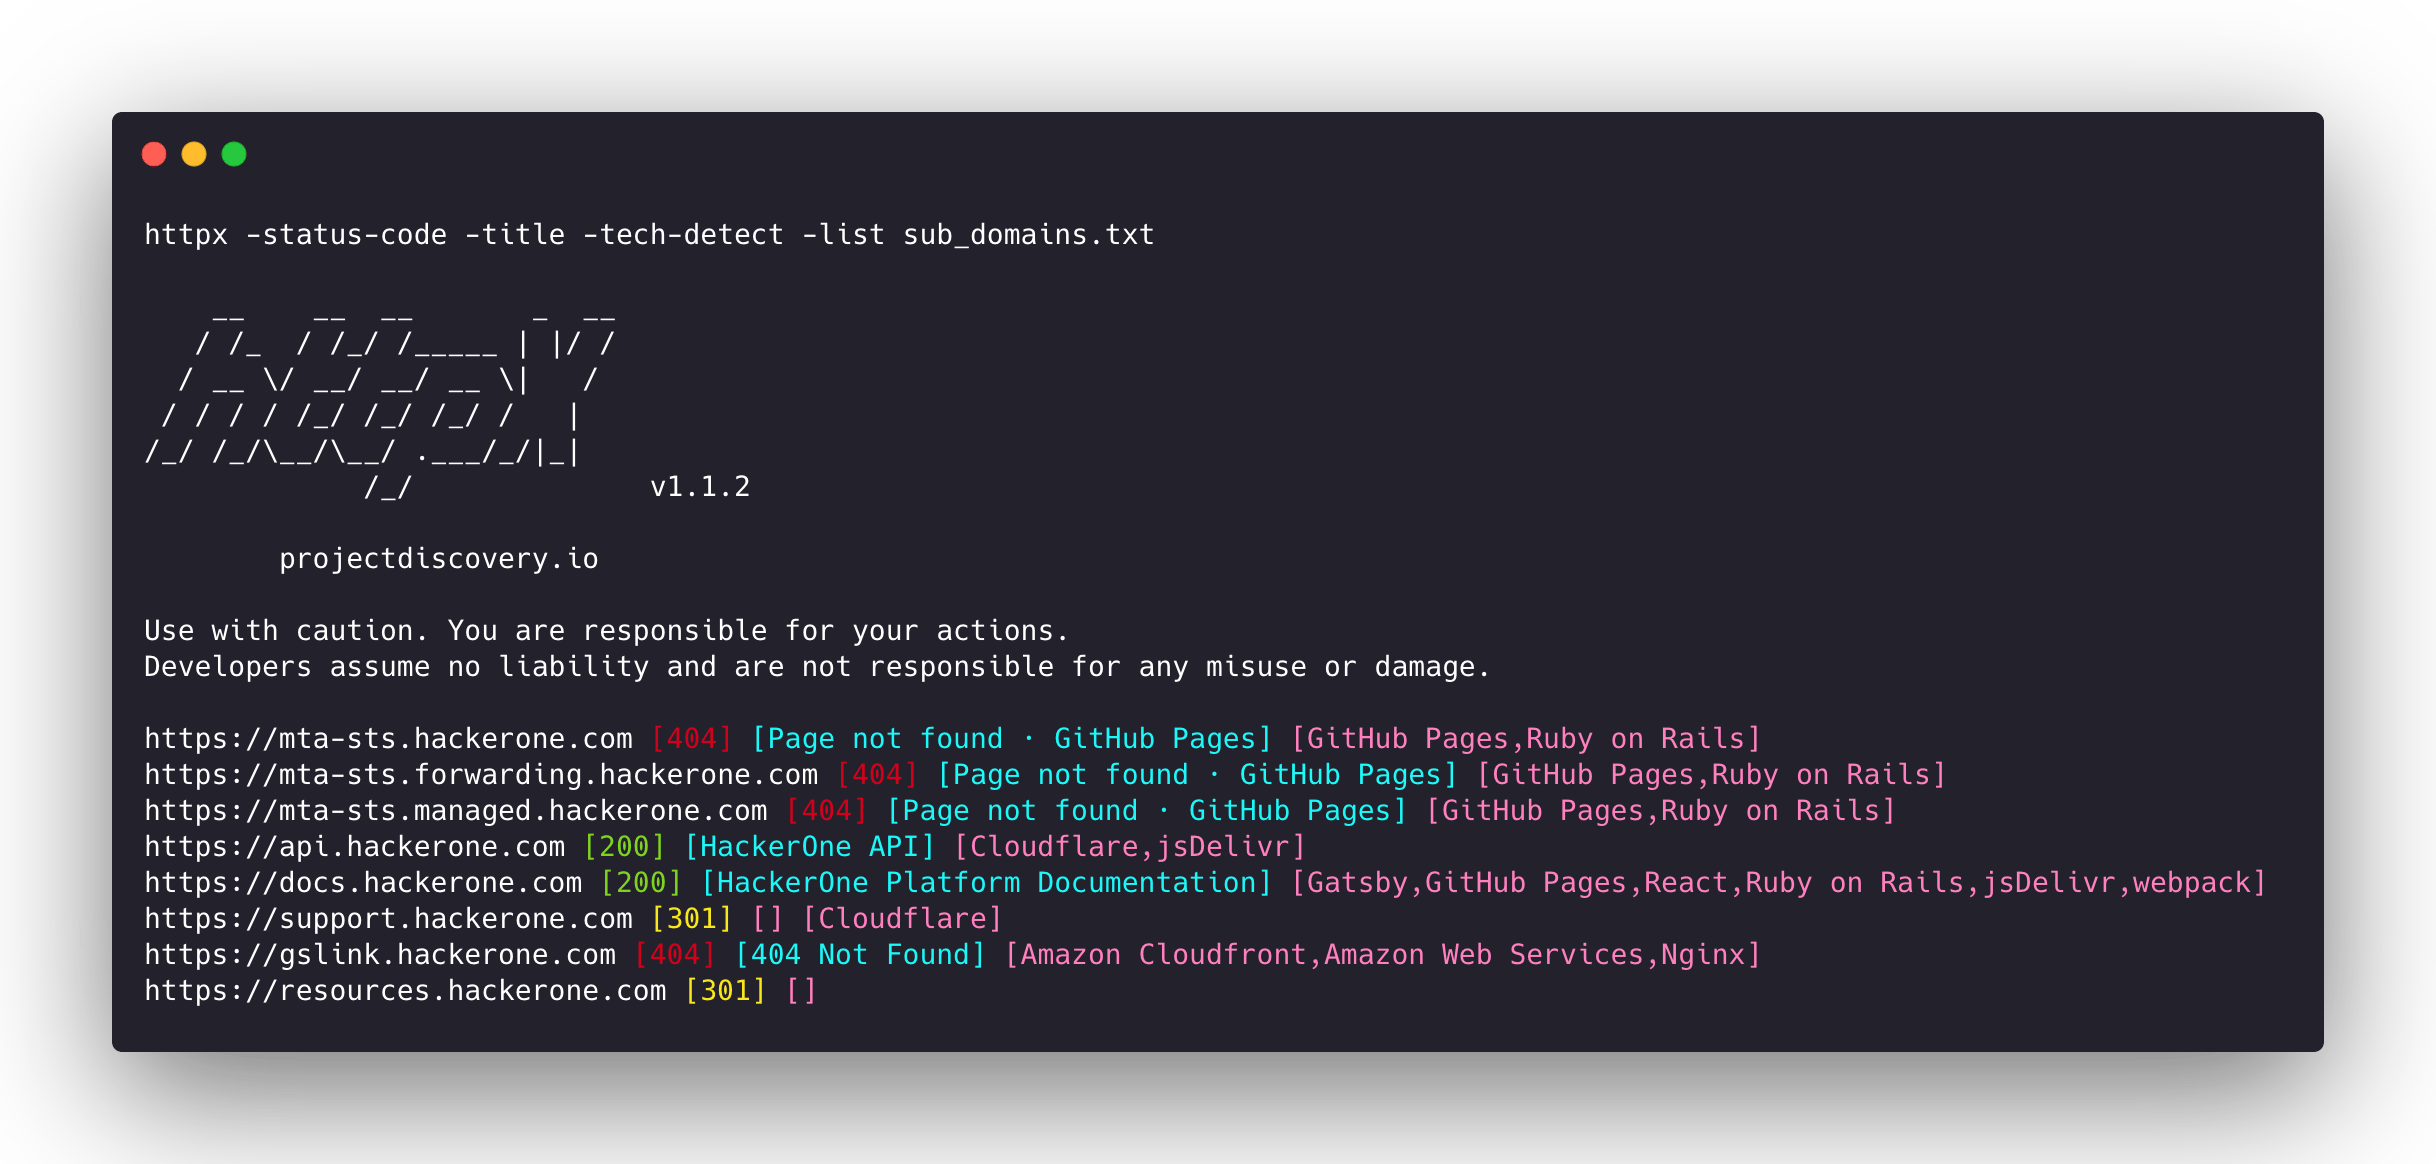 httpx -status-code -title -tech-detect -list sub_domains.txt
    __    __  __       _  __
   / /_  / /_/ /_____ | |/ /
  / __ \/ __/ __/ __ \|   /
 / / / / /_/ /_/ /_/ /   |
/_/ /_/\__/\__/ .___/_/|_|
             /_/              v1.1.2
        projectdiscovery.io
Use with caution. You are responsible for your actions.
Developers assume no liability and are not responsible for any misuse or damage.
https://mta-sts.hackerone.com [404] [Page not found · GitHub Pages] [GitHub Pages,Ruby on Rails]
https://mta-sts.forwarding.hackerone.com [404] [Page not found · GitHub Pages] [GitHub Pages,Ruby on Rails]
https://mta-sts.managed.hackerone.com [404] [Page not found · GitHub Pages] [GitHub Pages,Ruby on Rails]
https://api.hackerone.com [200] [HackerOne API] [Cloudflare,jsDelivr]
https://docs.hackerone.com [200] [HackerOne Platform Documentation] [Gatsby,GitHub Pages,React,Ruby on Rails,jsDelivr,webpack]
https://support.hackerone.com [301] [] [Cloudflare]
https://gslink.hackerone.com [404] [404 Not Found] [Amazon Cloudfront,Amazon Web Services,Nginx]
https://resources.hackerone.com [301] []